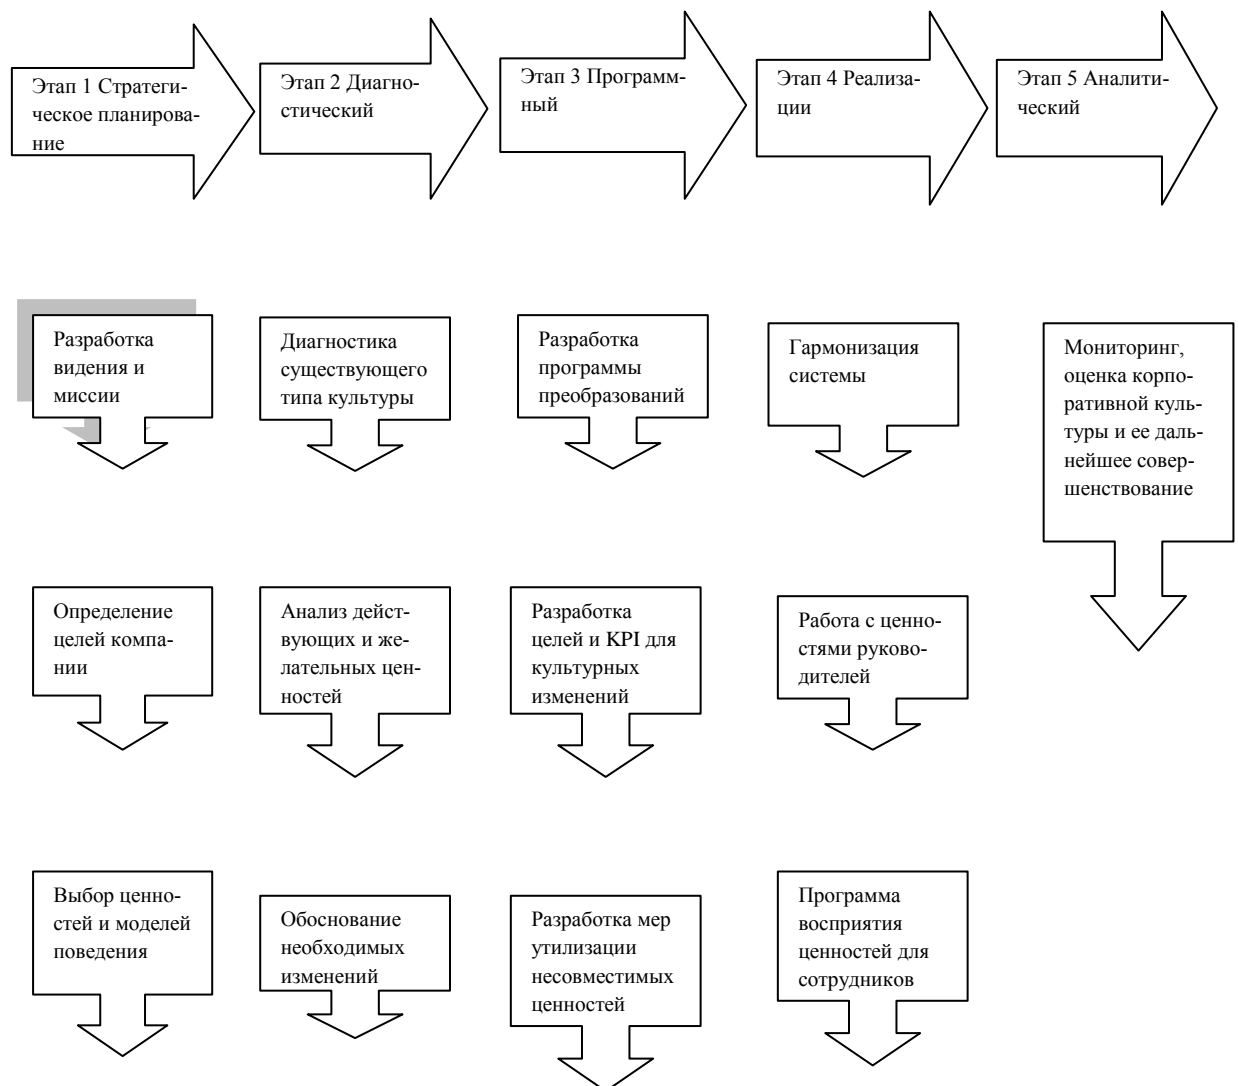 Этап 1 Стратеги-
ческое планирова-
ние
Этап 2 Диагно-
стический
Этап 3 Программ-
ный
Этап 4 Реализа-
ции
Этап 5 Аналити-
ческий
Разработка
видения и
миссии
Диагностика
существующего
типа культуры
Разработка
программы
преобразований
Гармонизация
системы
Мониторинг,
оценка корпо-
ративной куль-
туры и ее даль-
нейшее совер-
шенствование
Определение
целей компа-
нии
Анализ дейст-
вующих и же-
лательных цен-
ностей
Разработка
целей и KPI для
культурных
изменений
Работа с ценно-
стями руково-
дителей
Выбор ценно-
стей и моделей
поведения
Обоснование
необходимых
изменений
Разработка мер
утилизации
несовместимых
ценностей
Программа
восприятия
ценностей для
сотрудников